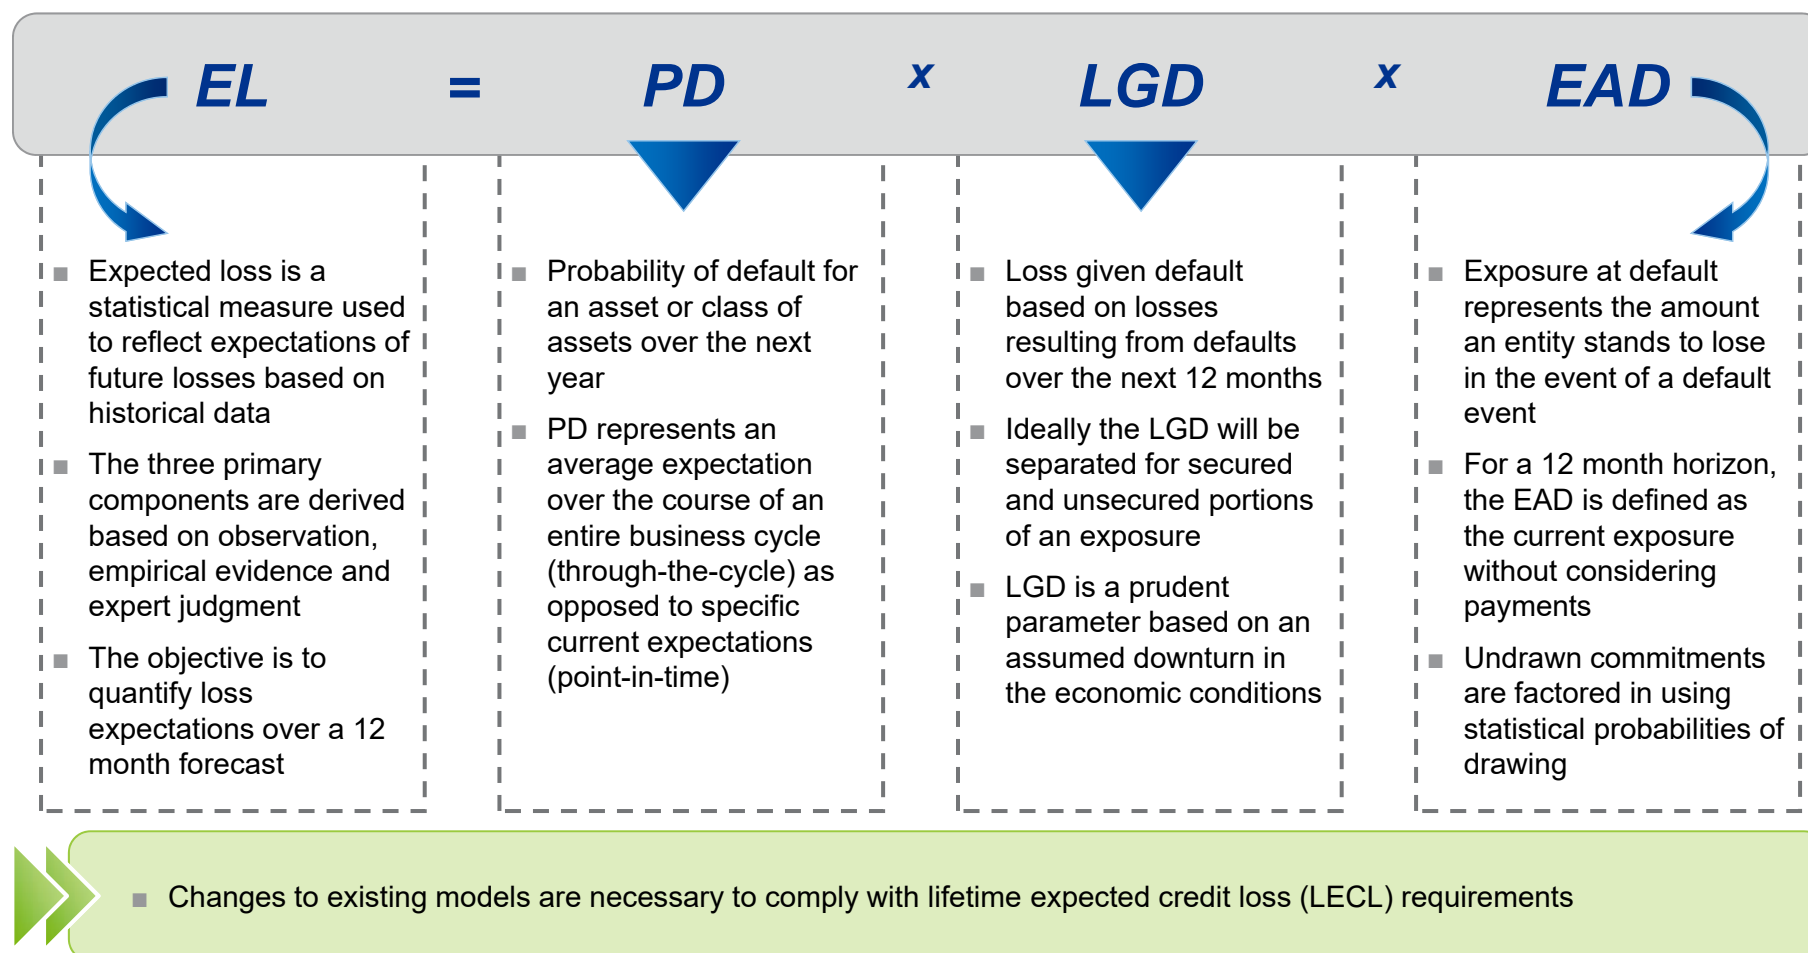 EL = PD x LGD x EAD
■ Expected loss is a
statistical measure used
to reflect expectations of
future losses based on
historical data
■ The three primary
components are derived
based on observation,
empirical evidence and
expert judgment
■ The objective is to
quantify loss
expectations over a 12
month forecast
■ Probability of default for
an asset or class of
assets over the next
year
■ PD represents an
average expectation
over the course of an
entire business cycle
(through-the-cycle) as
opposed to specific
current expectations
(point-in-time)
■ Loss given default
based on losses
resulting from defaults
over the next 12 months
■ Ideally the LGD will be
separated for secured
and unsecured portions
of an exposure
■ LGD is a prudent
parameter based on an
assumed downturn in
the economic conditions
■ Exposure at default
represents the amount
an entity stands to lose
in the event of a default
event
■ For a 12 month horizon,
the EAD is defined as
the current exposure
without considering
payments
■ Undrawn commitments
are factored in using
statistical probabilities of
drawing
■ Changes to existing models are necessary to comply with lifetime expected credit loss (LECL) requirements